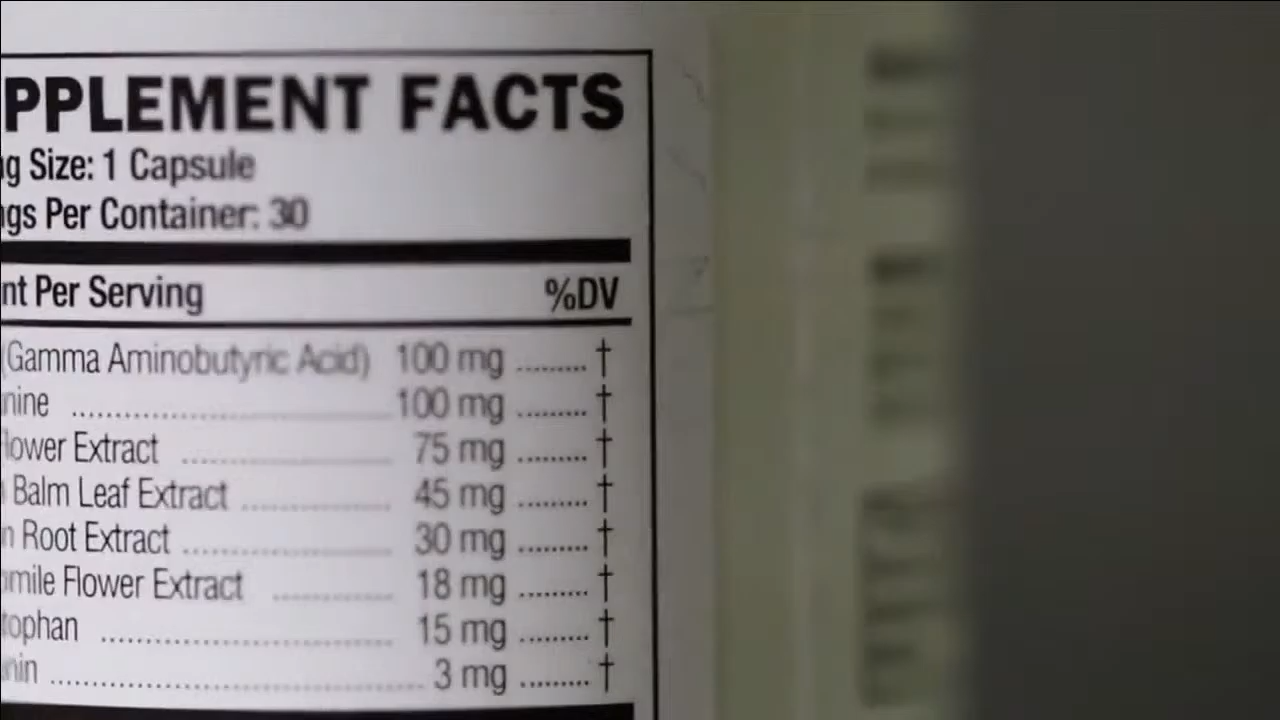 PPLEMENT FACTS
g Size: 1 Capsule
ngs Per Container: 30
nt Per Serving %DV
(Gamma Aminobutyric Acid) 100 mg ........ †
nine ........ 100 mg ........ †
lower Extract ........ 75 mg ........ †
Balm Leaf Extract ........ 45 mg ........ †
n Root Extract ........ 30 mg ........ †
omile Flower Extract ........ 18 mg ........ †
tophan ........ 15 mg ........ †
nin ........ 3 mg ........ †